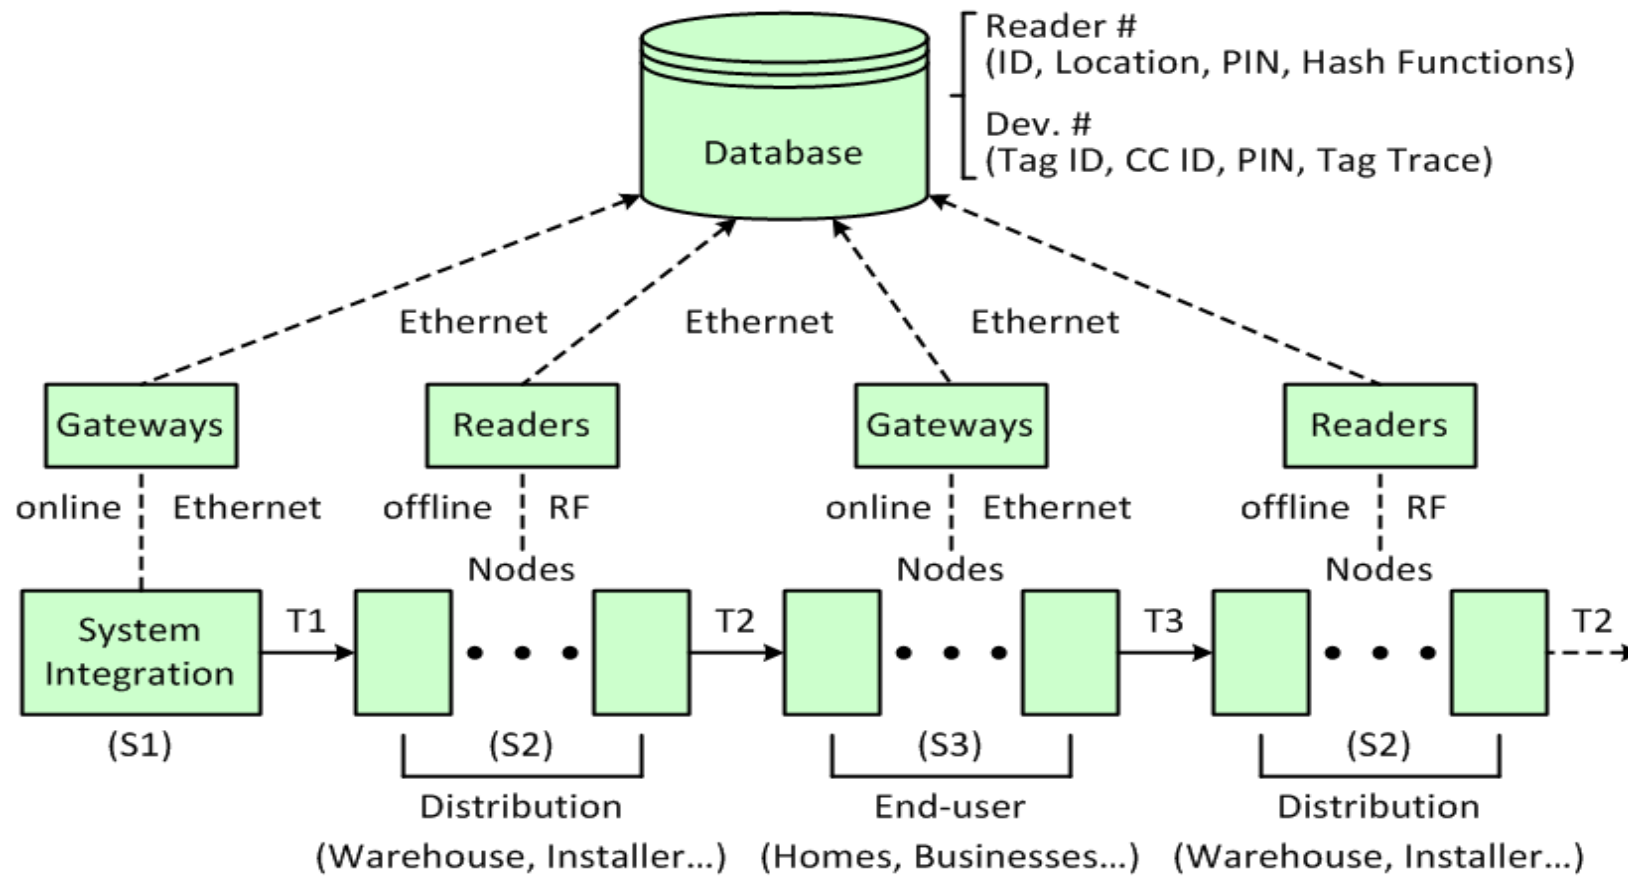 Reader #
(ID, Location, PIN, Hash Functions)
Dev. #
(Tag ID, CC ID, PIN, Tag Trace)
Database
Ethernet Ethernet Ethernet
Gateways Readers Gateways Readers
online Ethernet offline RF online Ethernet offline RF
Nodes Nodes Nodes
System
Integration
T1 T2 T3 T2
(S1) (S2) (S3) (S2)
Distribution End-user Distribution
(Warehouse, Installer...) (Homes, Businesses...) (Warehouse, Installer...)